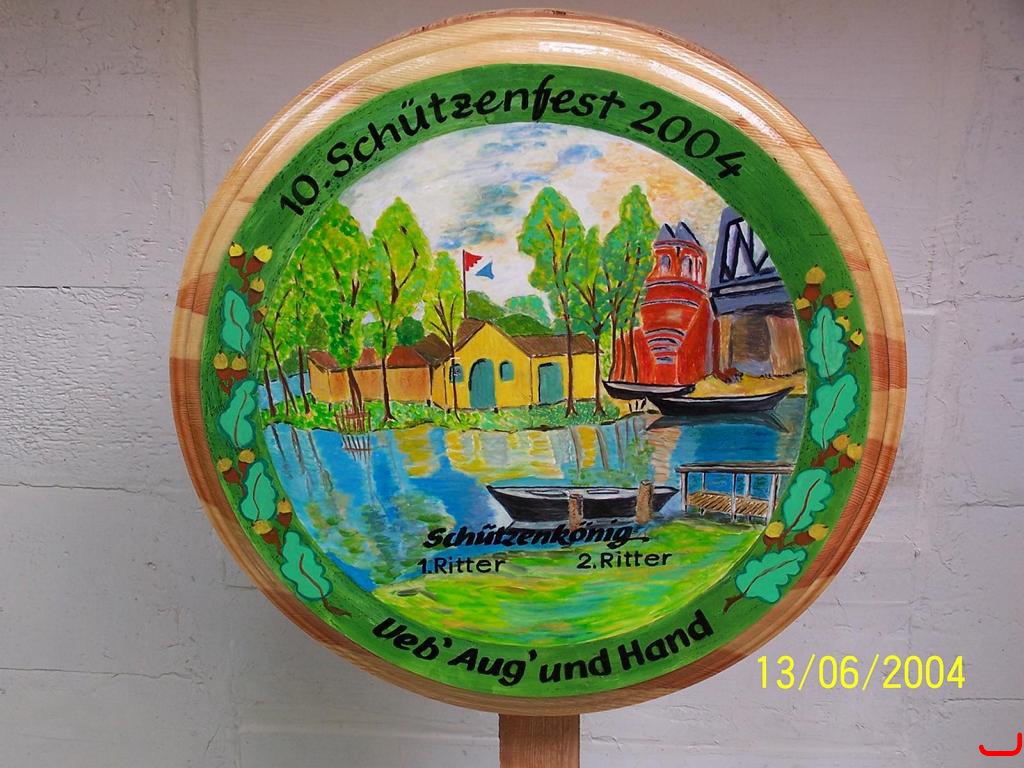 10. Schützenfest 2004
Schützenkönig
1.Ritter 2.Ritter
Ueb' Aug' und Hand
13/06/2004